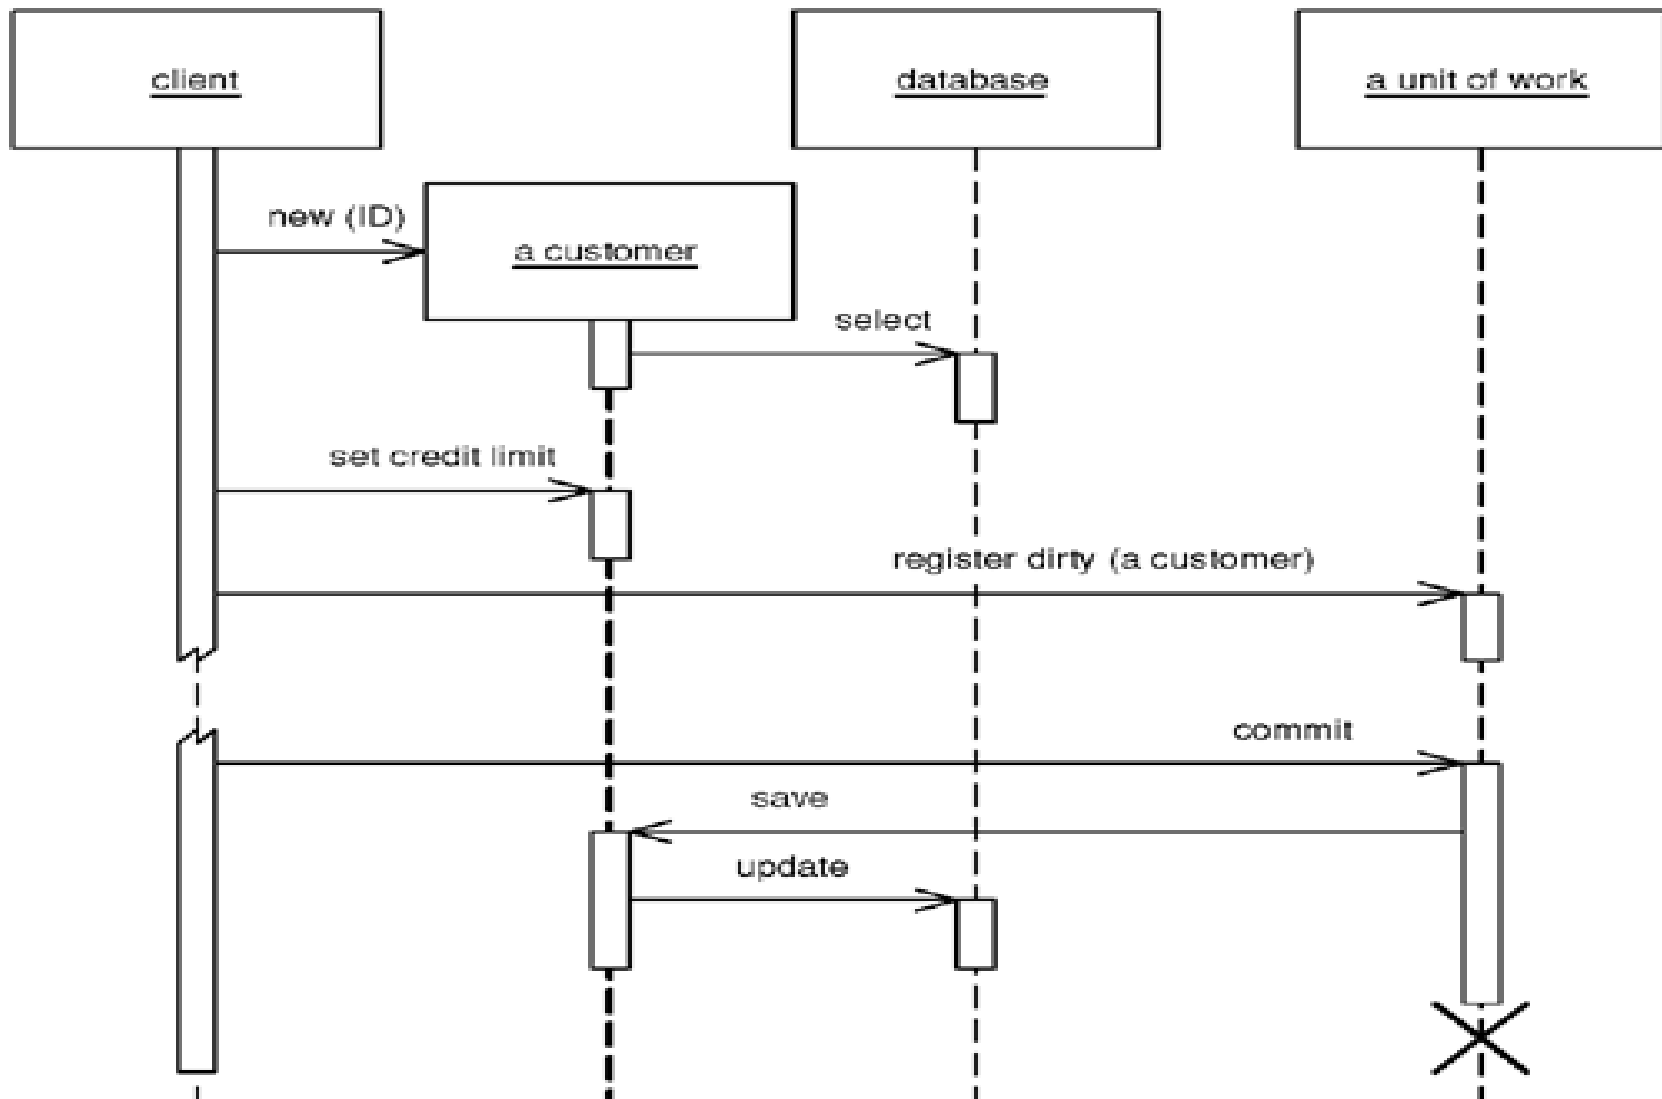 client
database
a unit of work
new (ID)
a customer
select
set credit limit
register dirty (a customer)
commit
save
update